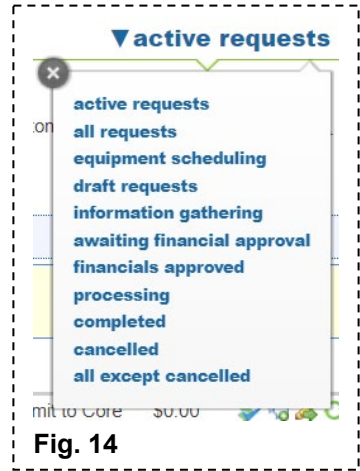 ▼active requests
active requests
all requests
equipment scheduling
draft requests
information gathering
awaiting financial approval
financials approved
processing
completed
cancelled
all except cancelled
$0.00
Fig. 14